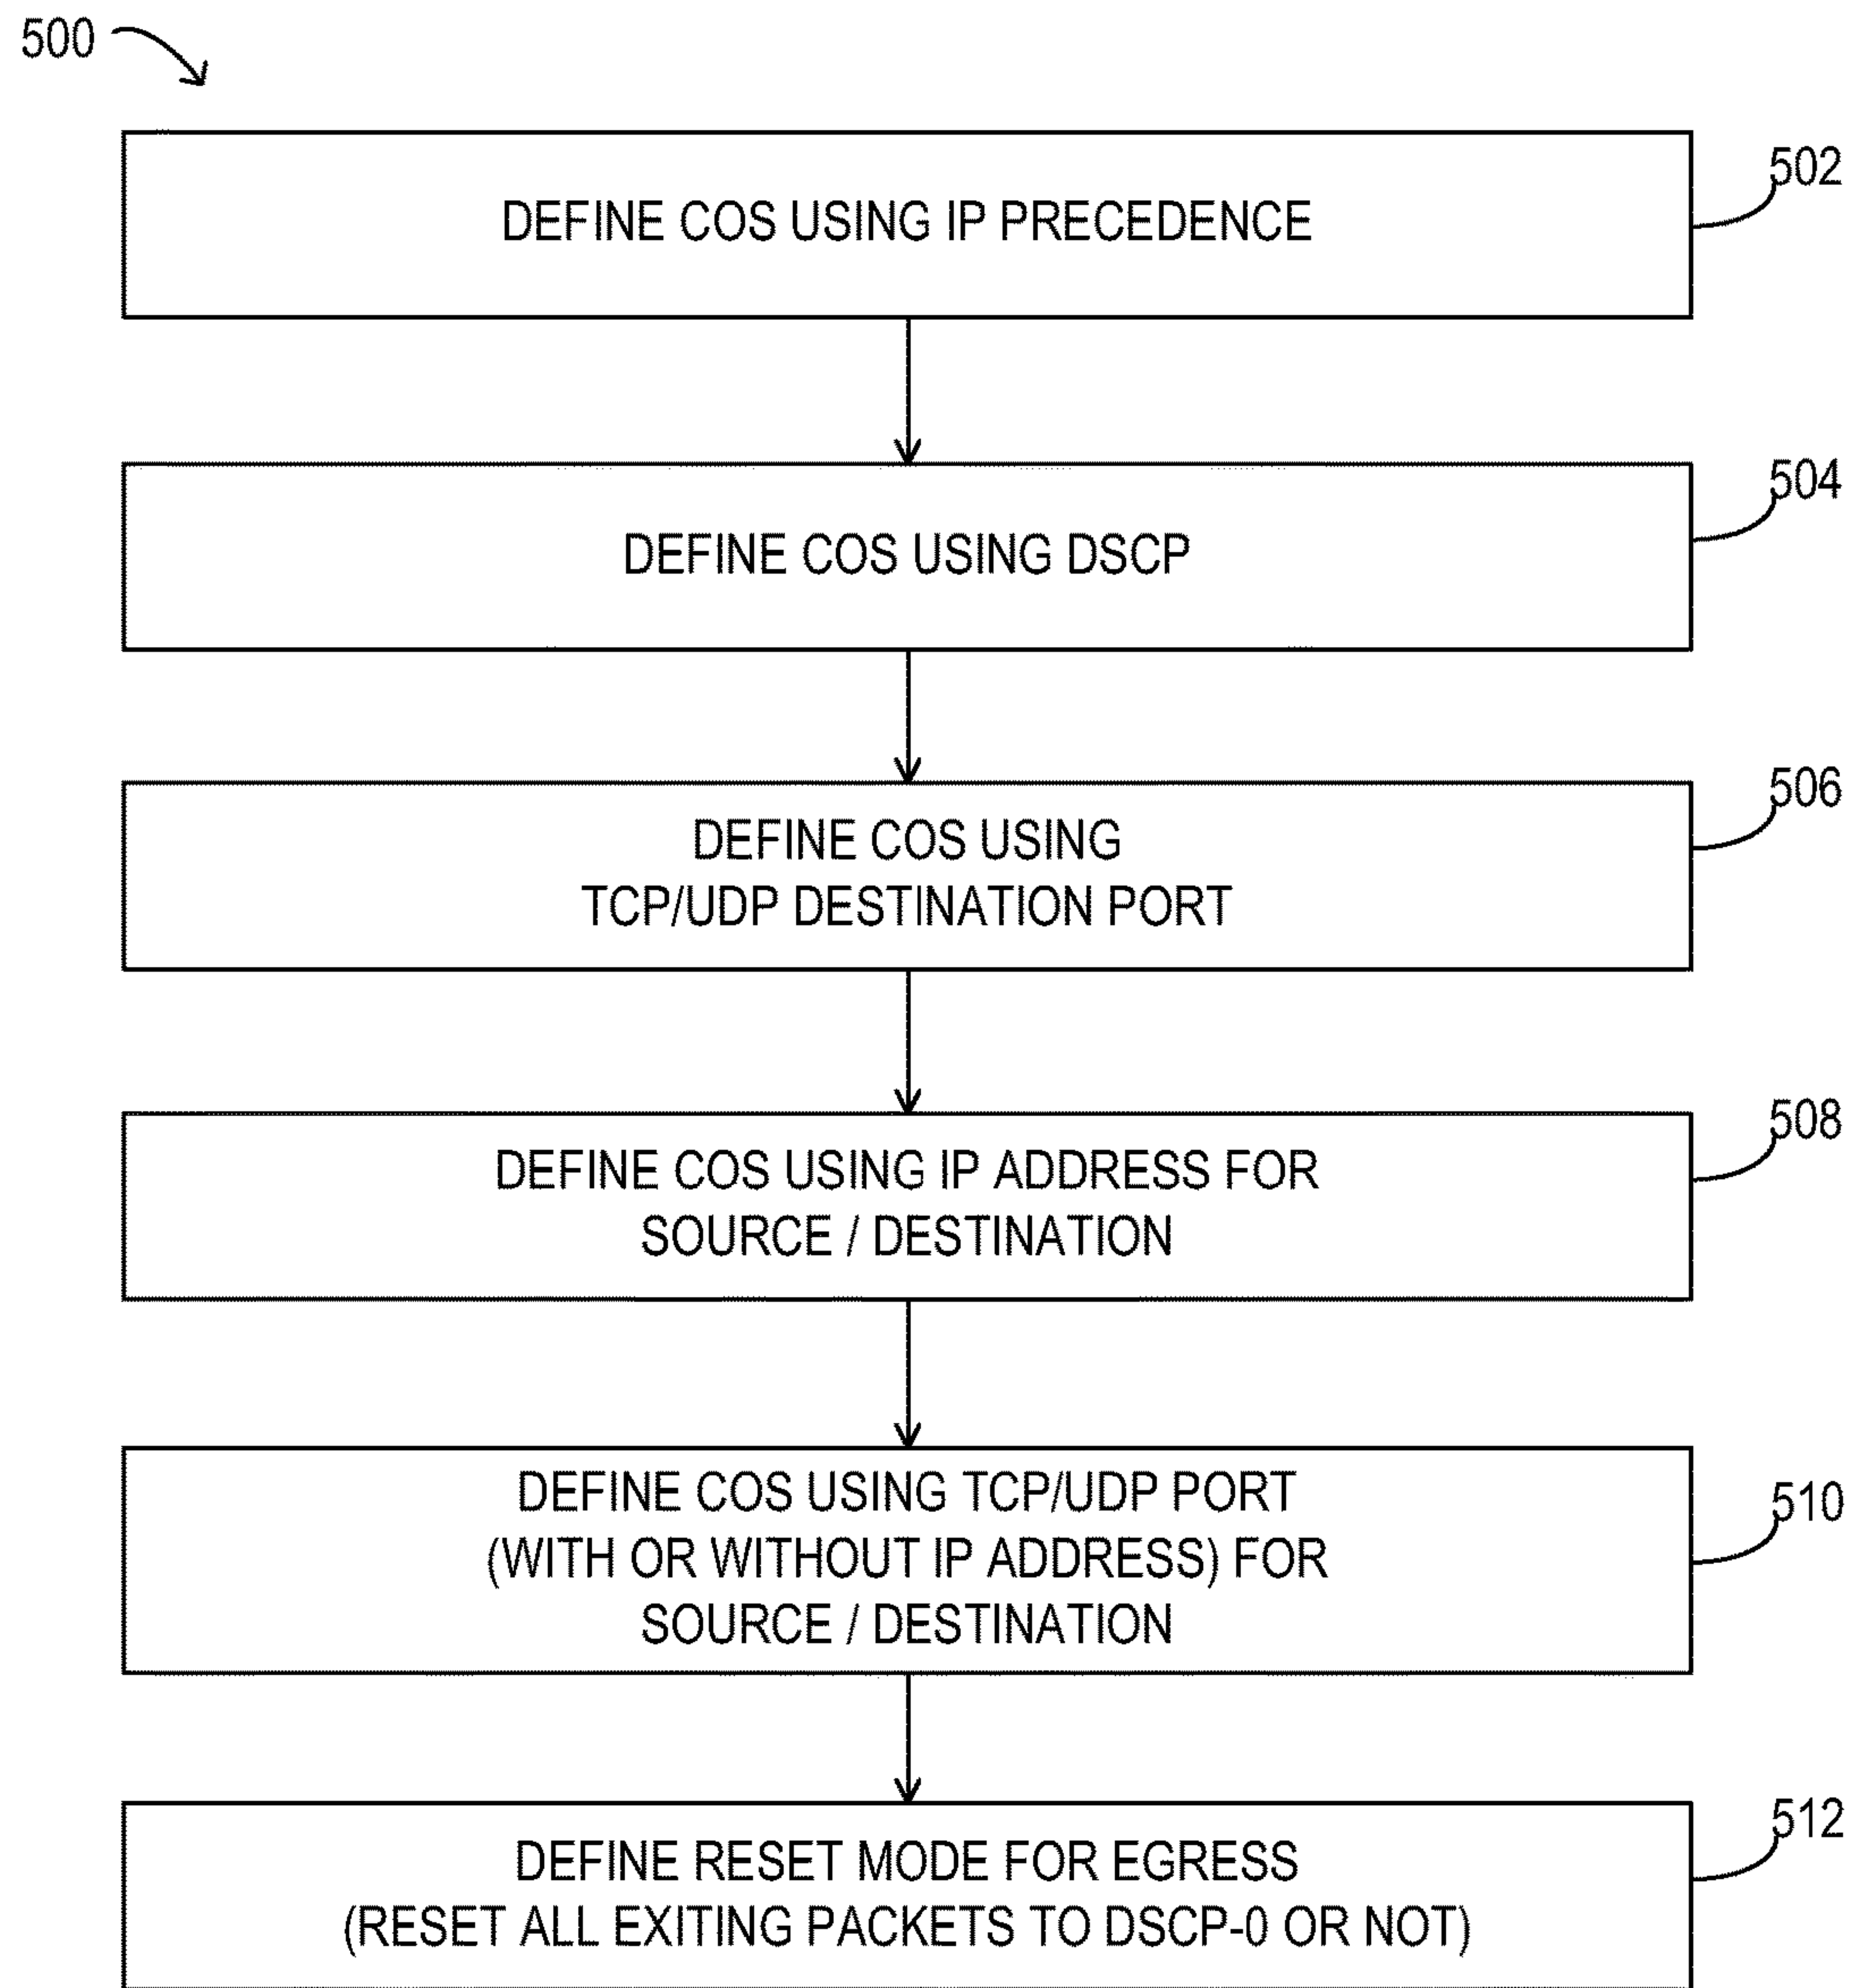 500
DEFINE COS USING IP PRECEDENCE
502
DEFINE COS USING DSCP
504
DEFINE COS USING
TCP/UDP DESTINATION PORT
506
DEFINE COS USING IP ADDRESS FOR
SOURCE / DESTINATION
508
DEFINE COS USING TCP/UDP PORT
(WITH OR WITHOUT IP ADDRESS) FOR
SOURCE / DESTINATION
510
DEFINE RESET MODE FOR EGRESS
(RESET ALL EXITING PACKETS TO DSCP-0 OR NOT)
512